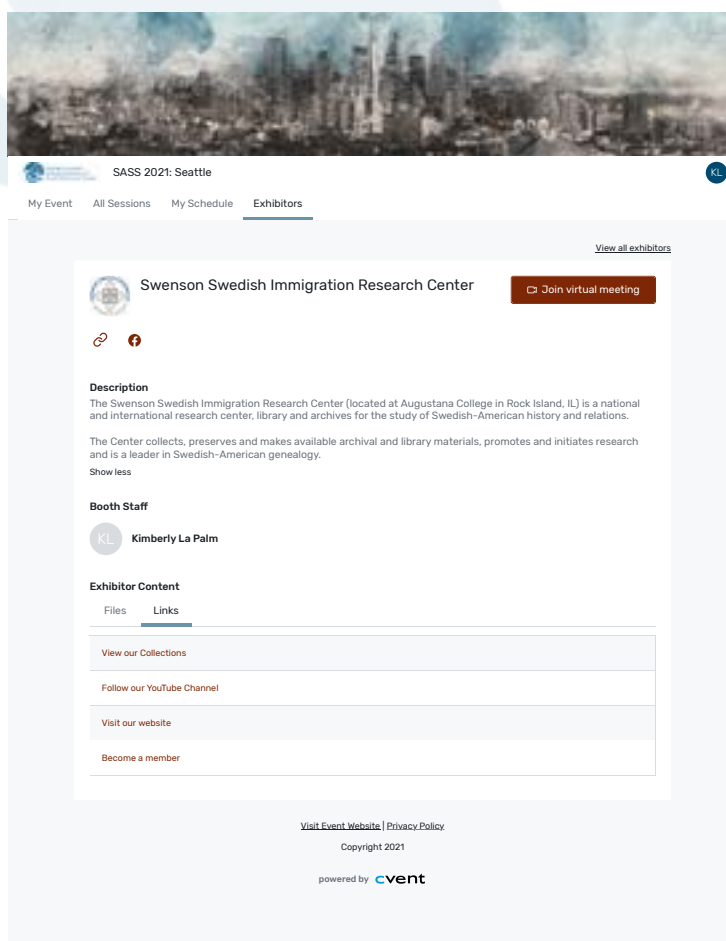 SASS 2021: Seattle
KL
My Event All Sessions My Schedule Exhibitors
View all exhibitors
Swenson Swedish Immigration Research Center
Join virtual meeting
Description
The Swenson Swedish Immigration Research Center (located at Augustana College in Rock Island, IL) is a national
and international research center, library and archives for the study of Swedish-American history and relations.
The Center collects, preserves and makes available archival and library materials, promotes and initiates research
and is a leader in Swedish-American genealogy.
Show less
Booth Staff
KL Kimberly La Palm
Exhibitor Content
Files Links
View our Collections
Follow our YouTube Channel
Visit our website
Become a member
Visit Event Website | Privacy Policy
Copyright 2021
powered by cvent